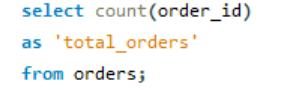 select count(order_id)
as 'total_orders'
from orders;